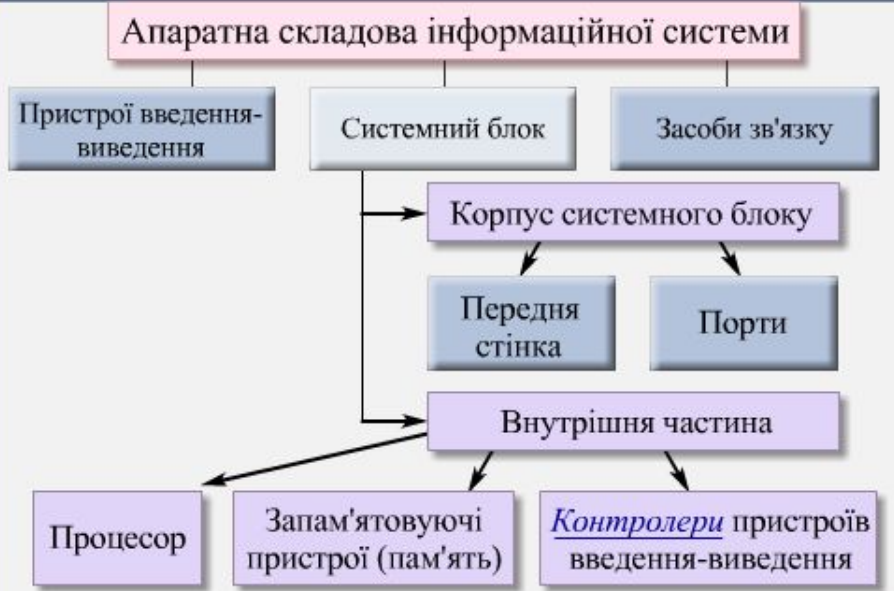 Апаратна складова інформаційної системи
Пристрої введення-
виведення
Системний блок
Засоби зв'язку
Корпус системного блоку
Передня
стінка
Порти
Внутрішня частина
Процесор
Запам'ятовуючі
пристрої (пам'ять)
Контролери пристроїв
введення-виведення